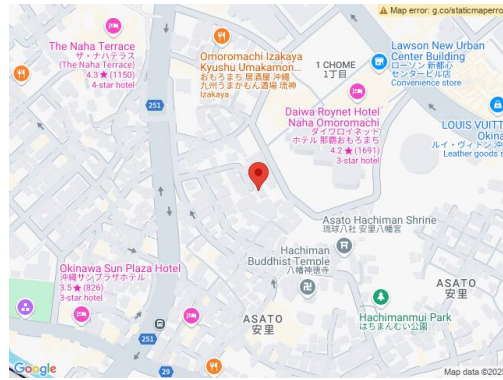 Map error: g.co/staticmaperro
The Naha Terrace
ザ・ナハテラス
(The Naha Terrace)
4.3 ★ (1150)
4-star hotel
Omoromachi Izakaya
Kyushu Umakamon...
おもろまち 居酒屋 沖縄
九州うまかもん酒場 琉神
Izakaya
1 CHOME
1丁目
Lawson New Urban
Center Building
ローソン 新都心
センタービル店
Convenience store
251
Daiwa Roynet Hotel
Naha Omoromachi
ダイワロイネット
ホテル 那覇おもろまち
4.2 ★ (1691)
3-star hotel
LOUIS VUITT
Okina
ルイ・ヴィトン 沖
Leather goods s
Asato Hachiman Shrine
琉球八社 安里八幡宮
Hachiman
Buddhist Temple
八幡神徳寺
Okinawa Sun Plaza Hotel
沖縄サンプラザホテル
3.5 ★ (826)
3-star hotel
ASATO
安里
ASATO
安里
Hachimanmui Park
はちまんむい公園
251
29
Google
Map data ©2025